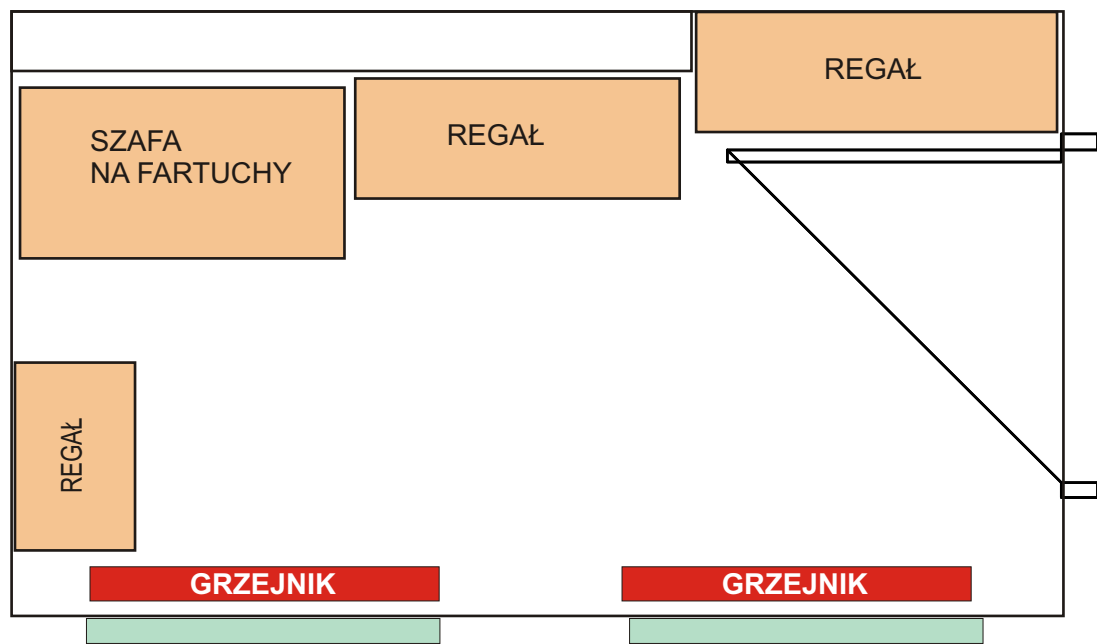 REGAŁ
SZAFA
NA FARTUCHY
REGAŁ
REGAŁ
GRZEJNIK
GRZEJNIK